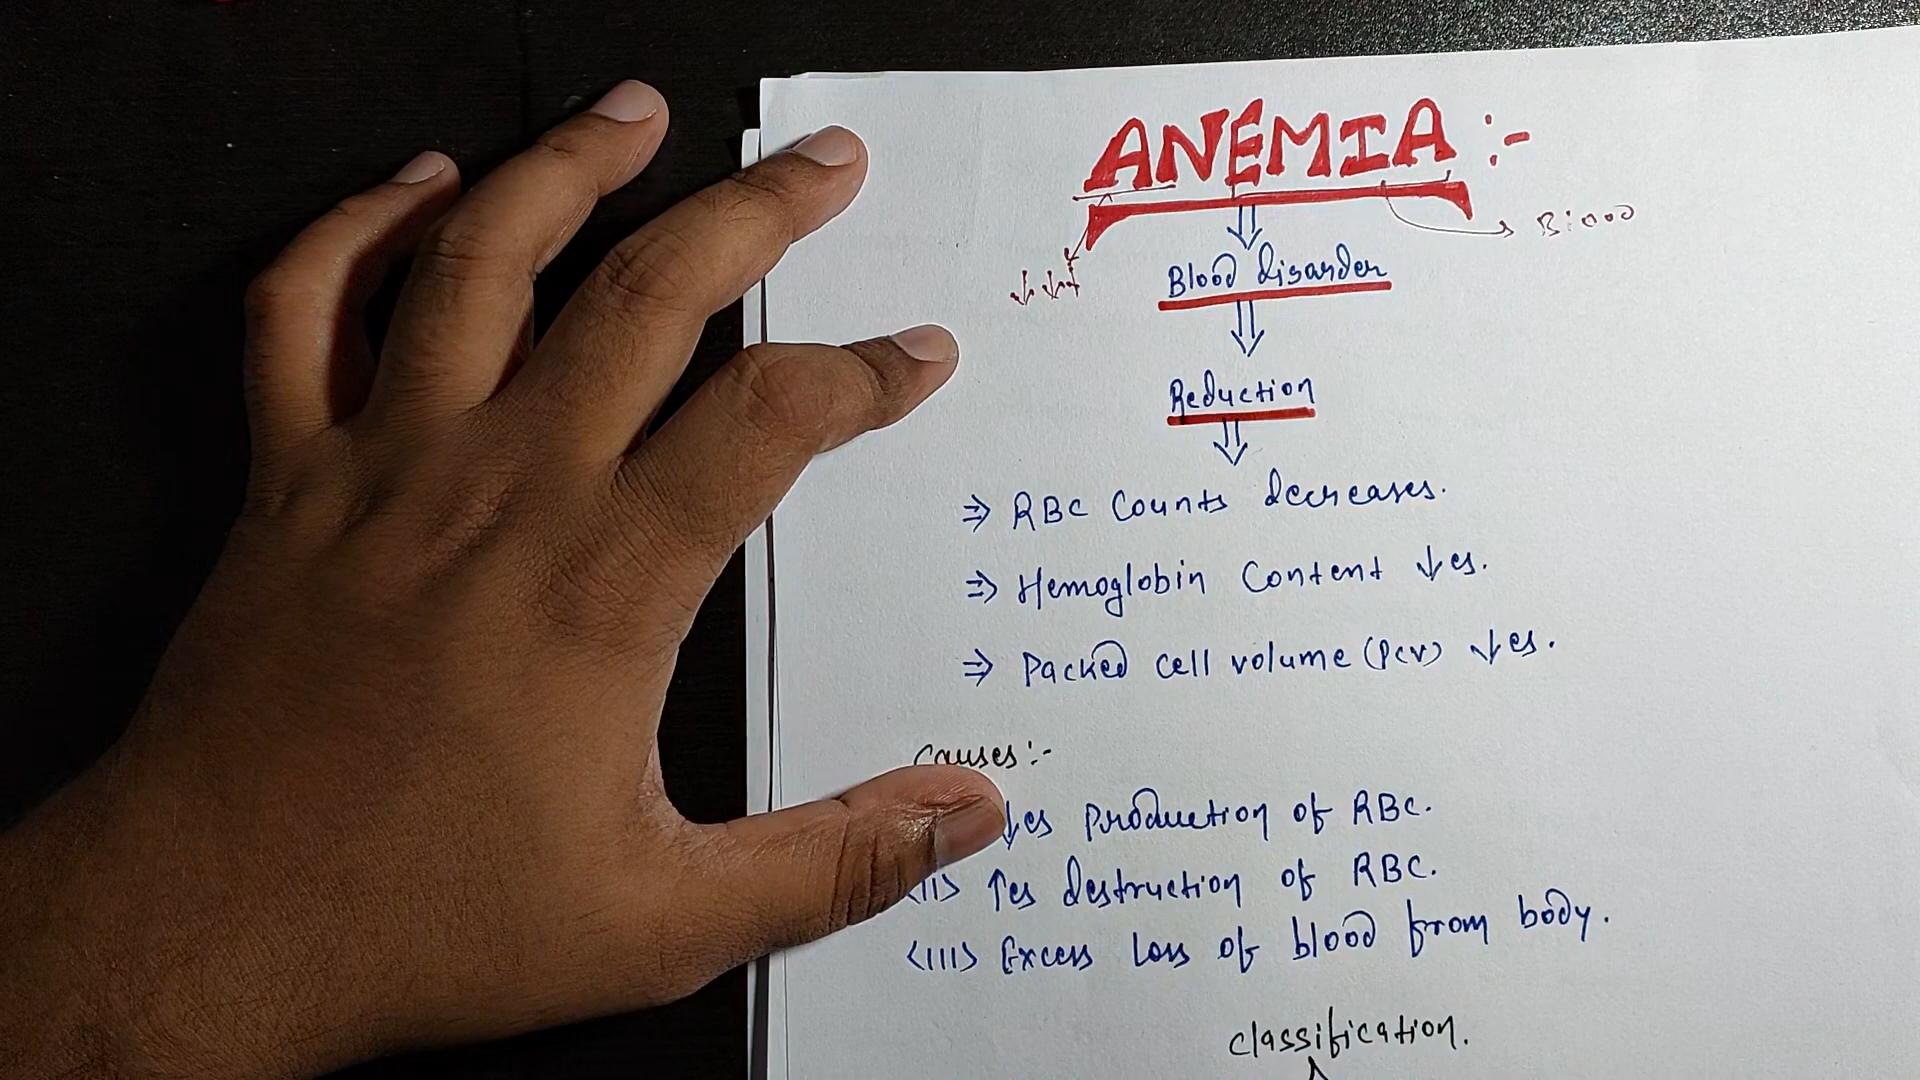 ANEMIA :-
Blood
↓↓↓
Blood disorder
Reduction
⇒ RBC Counts decreases.
⇒ Hemoglobin Content ↓es.
⇒ Packed cell volume (PCV) ↓es.
Causes :-
↓es production of RBC.
<II> ↑es destruction of RBC.
<III> Excess Loss of blood from body.
Classification.